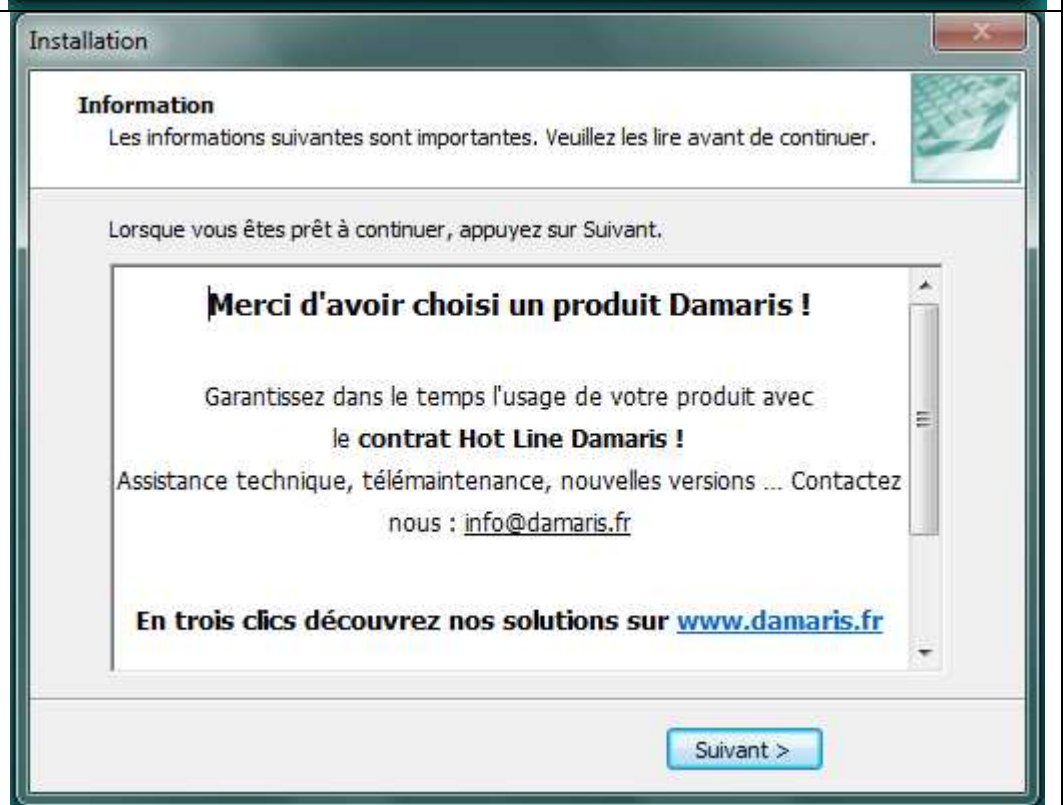 Installation
Information
Les informations suivantes sont importantes. Veuillez les lire avant de continuer.
Lorsque vous êtes prêt à continuer, appuyez sur Suivant.
Merci d'avoir choisi un produit Damaris !
Garantissez dans le temps l'usage de votre produit avec
le contrat Hot Line Damaris !
Assistance technique, télémaintenance, nouvelles versions ... Contactez
nous : info@damaris.fr
En trois clics découvrez nos solutions sur www.damaris.fr
Suivant >